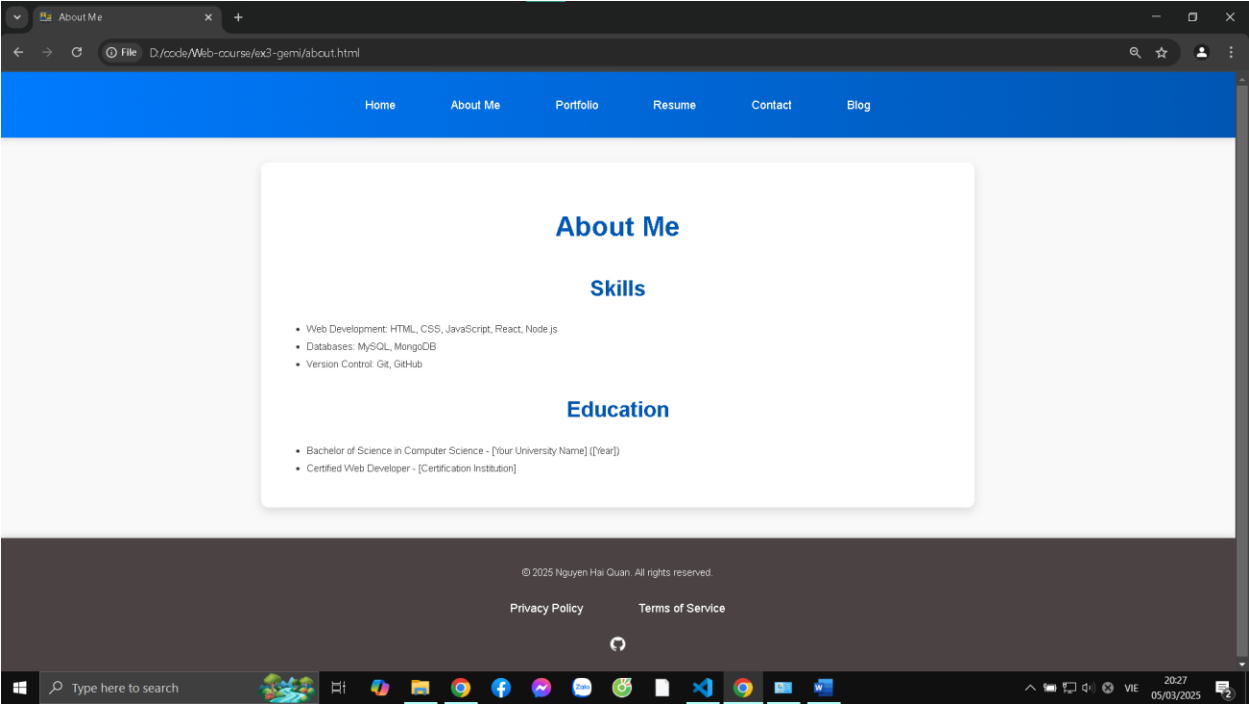 About Me
File D:/code/Web-course/ex3-gemi/about.html
Home About Me Portfolio Resume Contact Blog
About Me
Skills
Web Development: HTML, CSS, JavaScript, React, Node.js
Databases: MySQL, MongoDB
Version Control: Git, GitHub
Education
Bachelor of Science in Computer Science - [Your University Name] ([Year])
Certified Web Developer - [Certification Institution]
© 2025 Nguyen Hai Quan. All rights reserved.
Privacy Policy Terms of Service
Type here to search
Zalo
VIE
20:27
05/03/2025
2